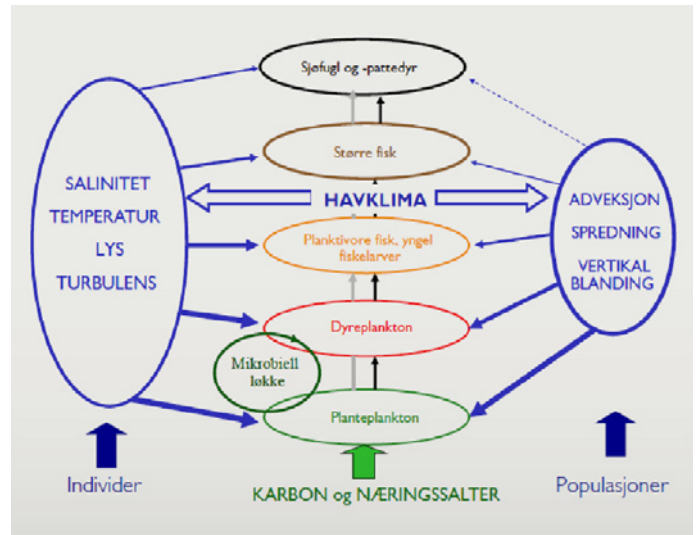 Sjøfugl og -pattedyr
Større fisk
HAVKLIMA
SALINITET
TEMPERATUR
LYS
TURBULENS
ADVEKSJON
SPREDNING
VERTIKAL
BLANDING
Planktivore fisk, yngel
fiskelarver
Dyreplankton
Mikrobiell
løkke
Planteplankton
Individer
KARBON og NÆRINGSSALTER
Populasjoner